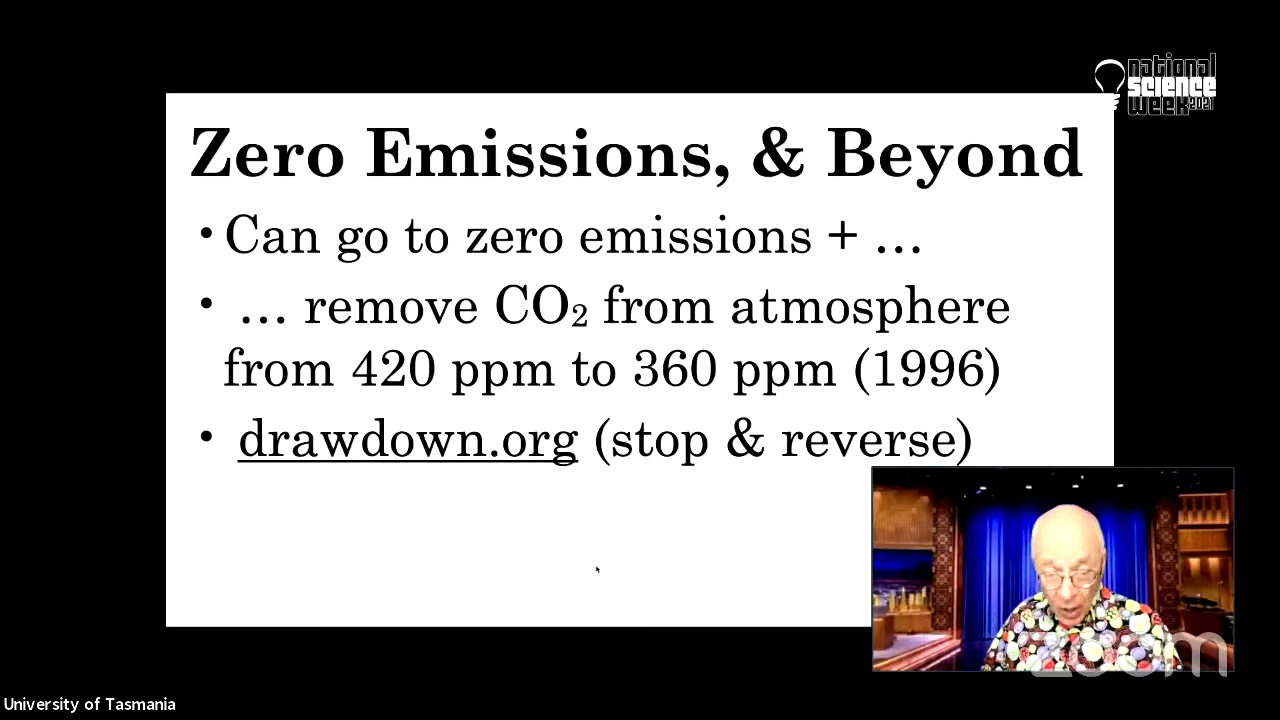 national
science
week 2021
Zero Emissions, & Beyond
• Can go to zero emissions + …
• … remove CO₂ from atmosphere
from 420 ppm to 360 ppm (1996)
• drawdown.org (stop & reverse)
zoom
University of Tasmania